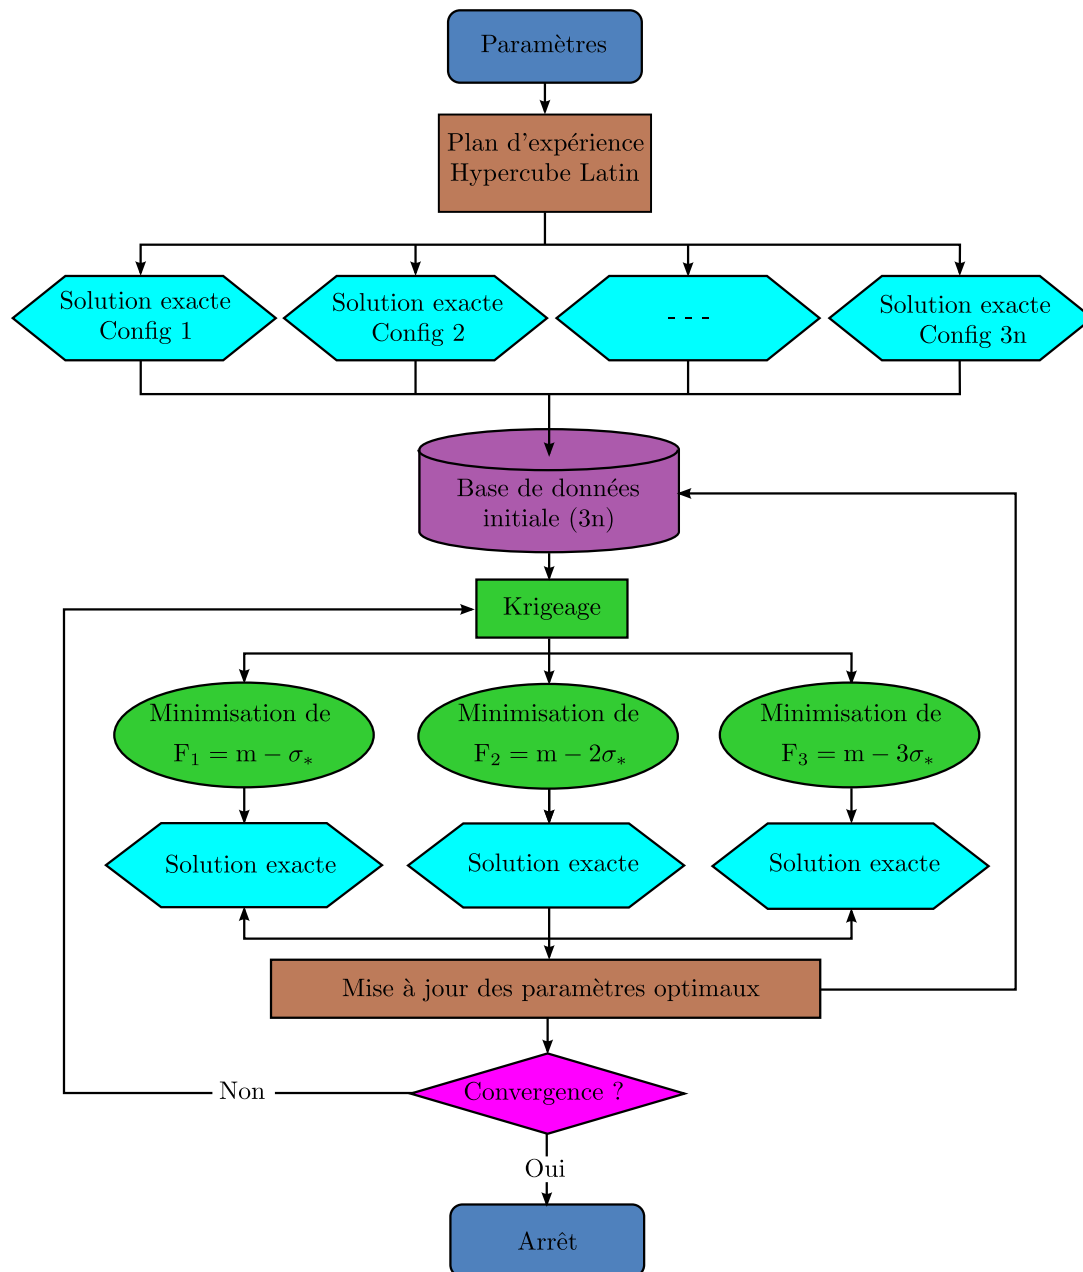 Paramètres
Plan d'expérience
Hypercube Latin
Solution exacte
Config 1
Solution exacte
Config 2
- - -
Solution exacte
Config 3n
Base de données
initiale (3n)
Krigeage
Minimisation de
F₁ = m − σ*
Minimisation de
F₂ = m − 2σ*
Minimisation de
F₃ = m − 3σ*
Solution exacte
Solution exacte
Solution exacte
Mise à jour des paramètres optimaux
Convergence ?
Non
Oui
Arrêt